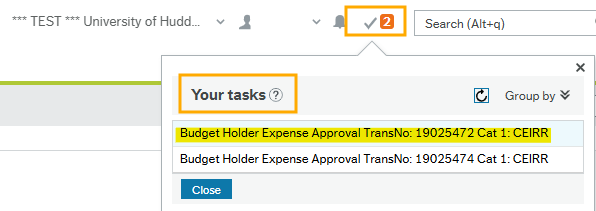 *** TEST *** University of Hudd... 2 Search (Alt+q)
Your tasks ? Group by
Budget Holder Expense Approval TransNo: 19025472 Cat 1: CEIRR
Budget Holder Expense Approval TransNo: 19025474 Cat 1: CEIRR
Close